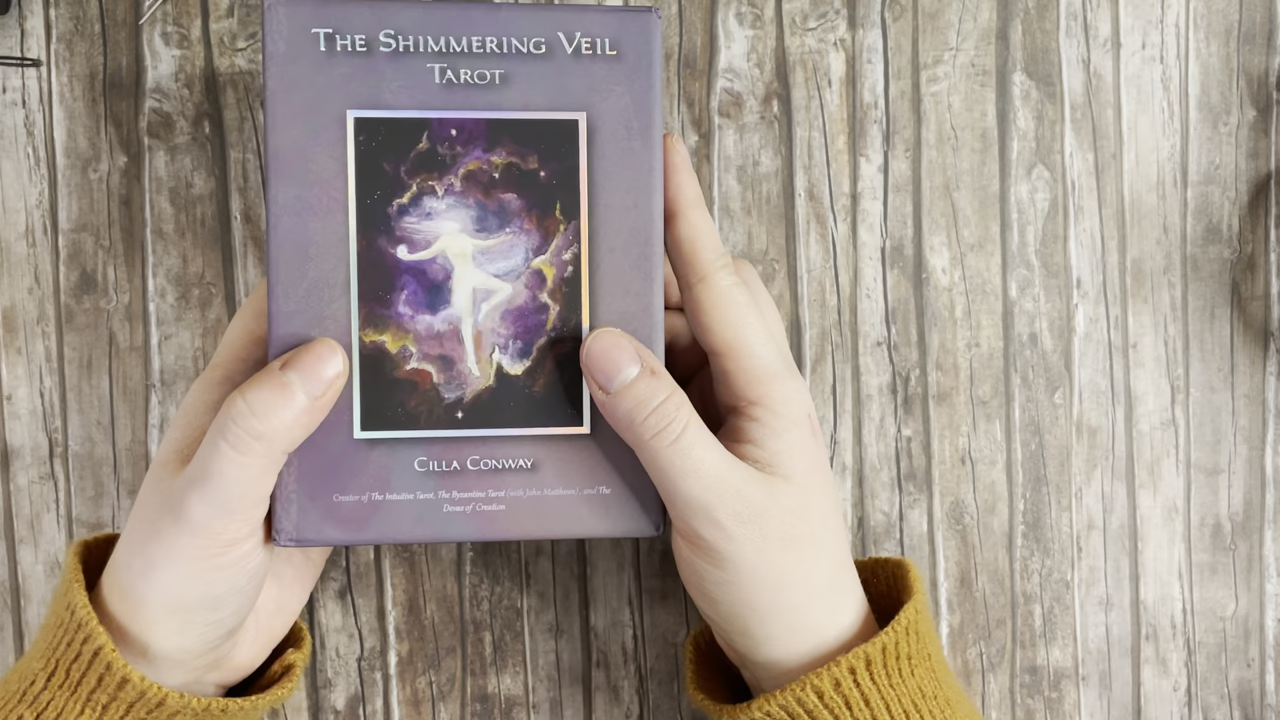 THE SHIMMERING VEIL
TAROT
CILLA CONWAY
Creator of The Intuitive Tarot, The Byzantine Tarot (with John Matthews), and The
Devas of Creation